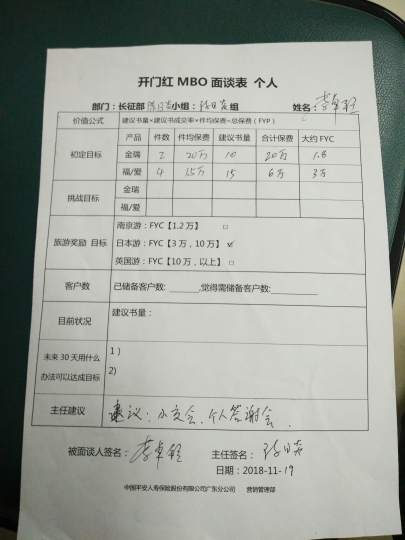 开门红 MBO 面谈表 个人
部门：长征部 小组： 组 姓名：
价值公式 建议书量×建议书成交率×件均保费=总保费（FYP）
初定目标 产品 件数 件均保费 建议书量 合计保费 大约 FYC
金瑞 2 20万 10 20万 1.8
福/爱 4 1.5万 15 6万 3万
挑战目标 金瑞
福/爱
旅游奖励 目标 南京游：FYC【1.2 万】 □
日本游：FYC【3 万，10 万】 ☑
英国游：FYC【10 万，以上】 □
客户数 已储备客户数：______,觉得需储备客户数:_________
目前状况 建议书量：
未来 30 天用什么办法可以达成目标 1）
2)
主任建议 建议：小交会、个人答谢会.
被面谈人签名： 主任签名：
日期：2018-11-19
中国平安人寿保险股份有限公司广东分公司 营销管理部